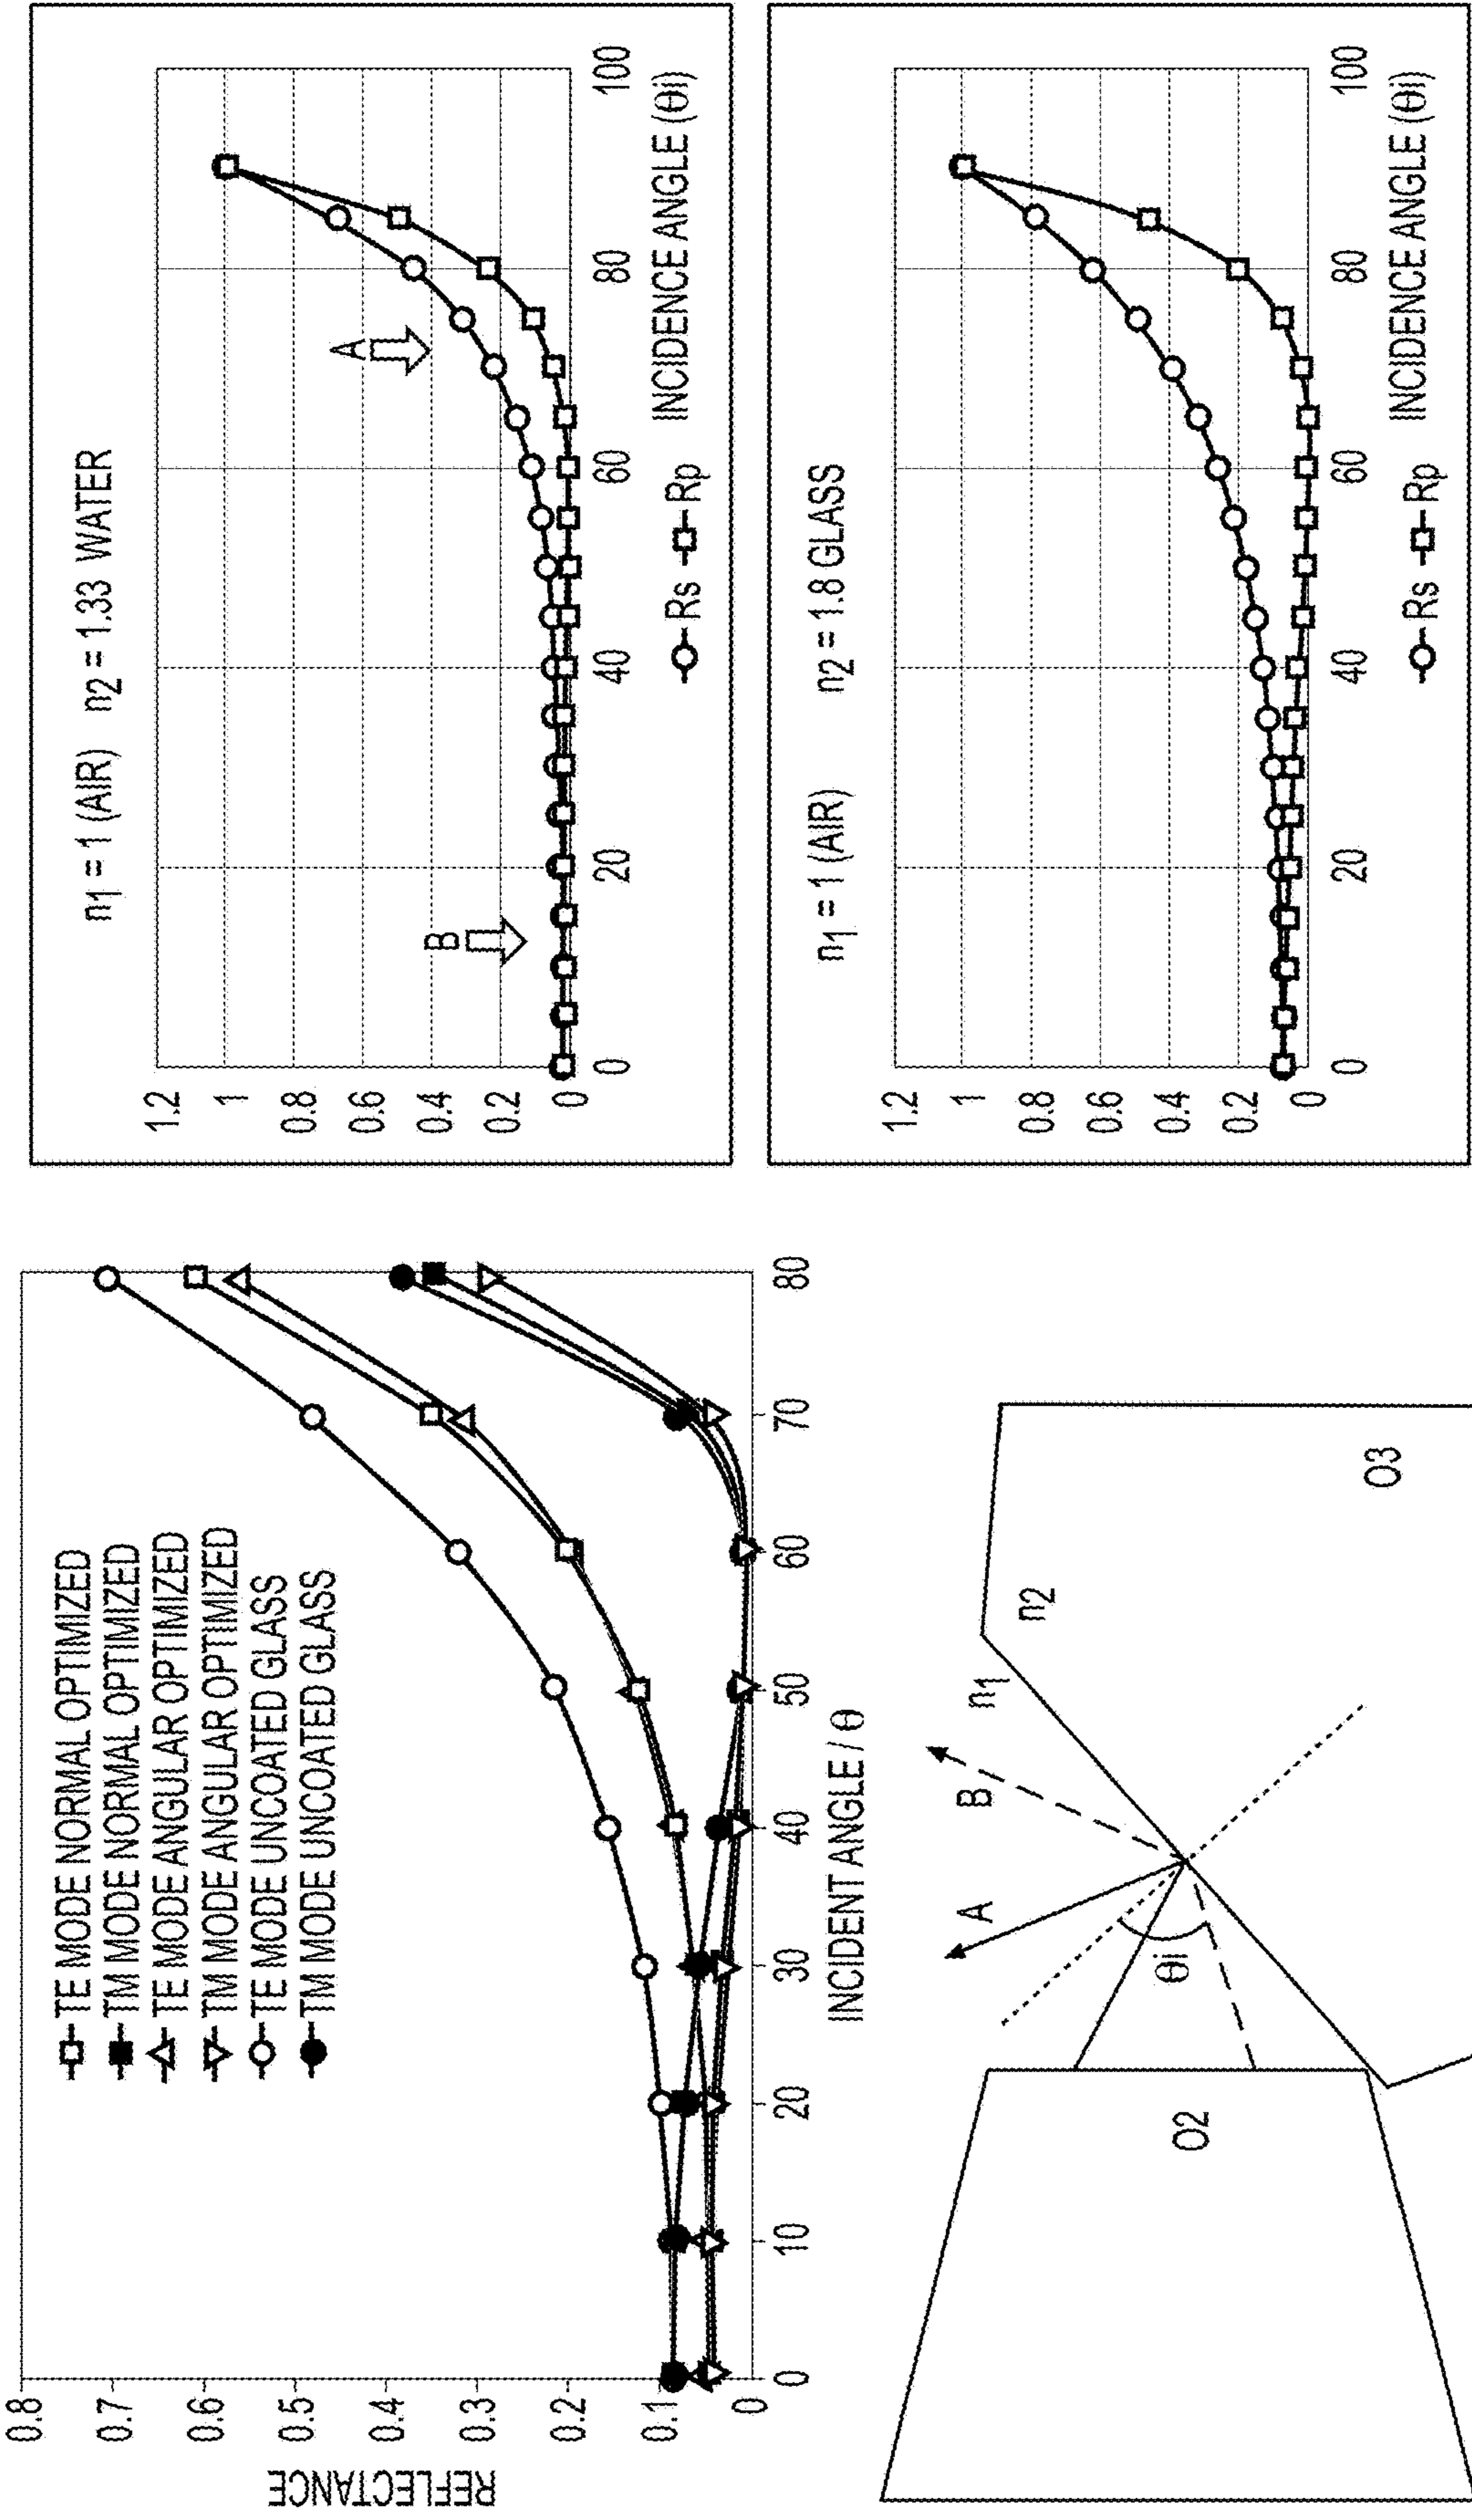 REFLECTANCE
0.8
0.7
0.6
0.5
0.4
0.3
0.2
0.1
0
TE MODE NORMAL OPTIMIZED
TM MODE NORMAL OPTIMIZED
TE MODE ANGULAR OPTIMIZED
TM MODE ANGULAR OPTIMIZED
TE MODE UNCOATED GLASS
TM MODE UNCOATED GLASS
0 10 20 30 40 50 60 70 80
INCIDENT ANGLE / θ
O2
θi
A
B
n1
n2
O3
n1 = 1 (AIR) n2 = 1.33 WATER
1.2
1
0.8
0.6
0.4
0.2
0
B
A
0 20 40 60 80 100
Rs Rp INCIDENCE ANGLE (θi)
n1 = 1 (AIR) n2 = 1.8 GLASS
1.2
1
0.8
0.6
0.4
0.2
0
0 20 40 60 80 100
Rs Rp INCIDENCE ANGLE (θi)